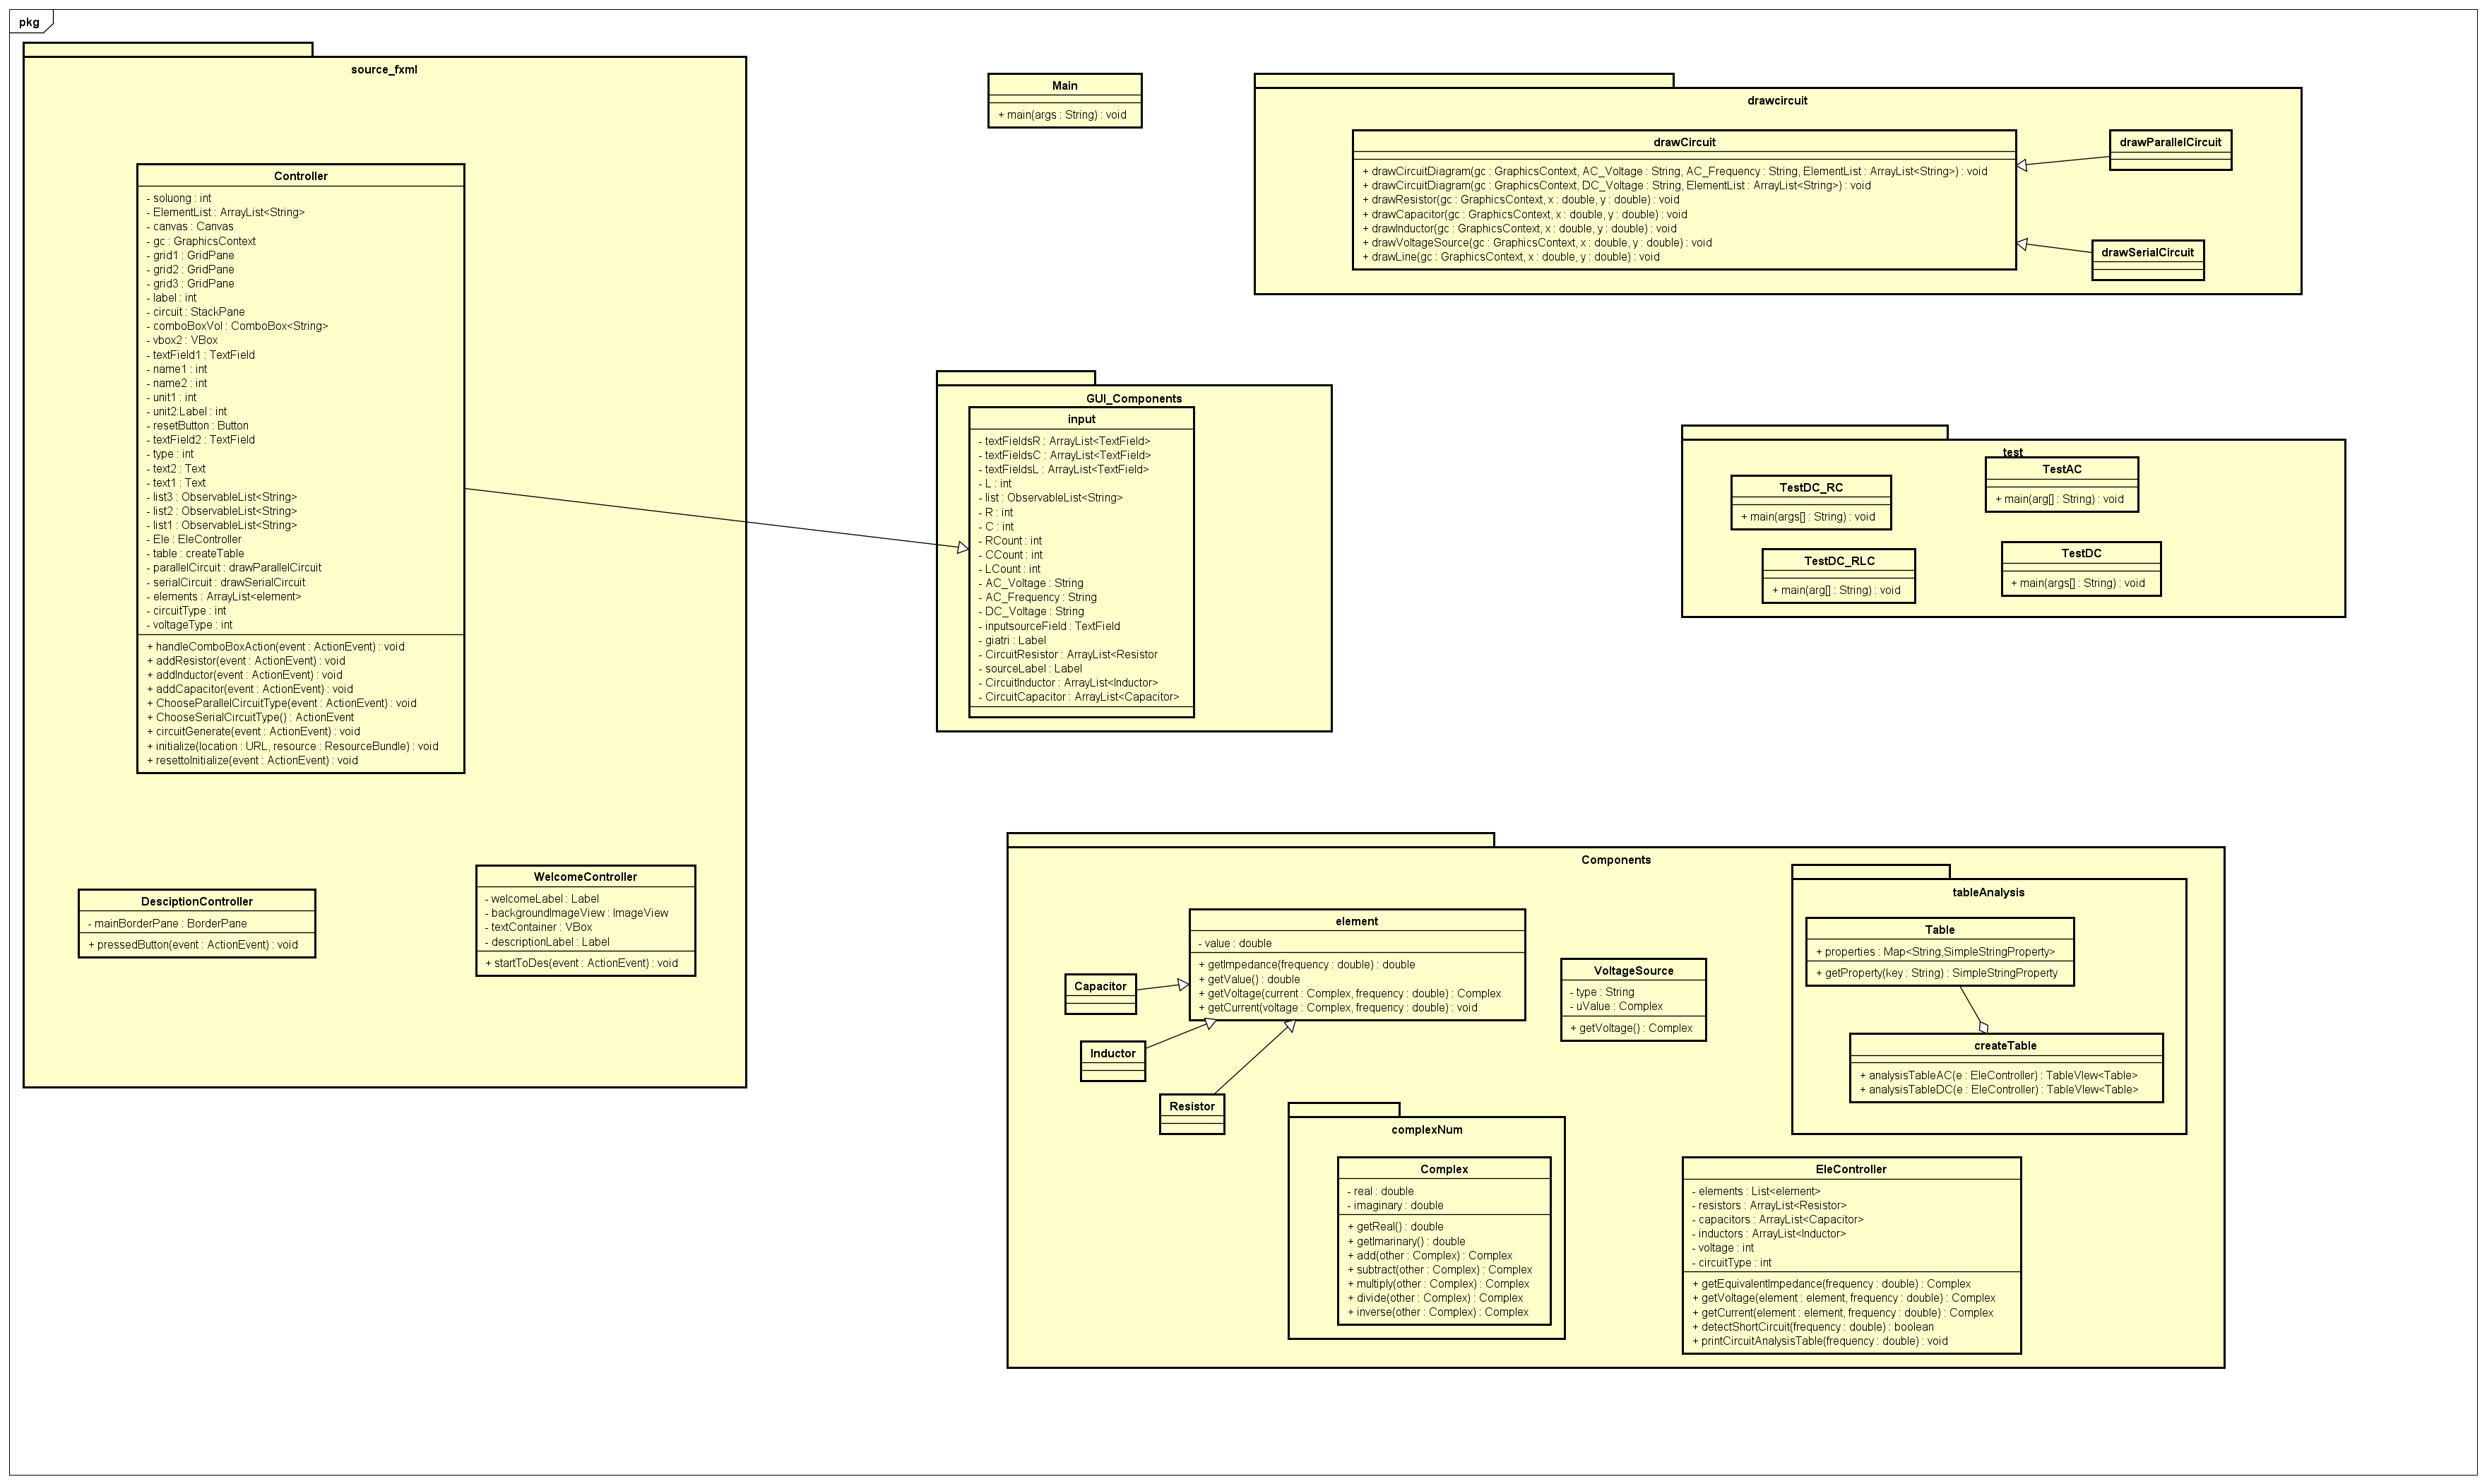 pkg
source_fxml
Controller
- soluong : int
- ElementList : ArrayList<String>
- canvas : Canvas
- gc : GraphicsContext
- grid1 : GridPane
- grid2 : GridPane
- grid3 : GridPane
- label : int
- circuit : StackPane
- comboBoxVol : ComboBox<String>
- vbox2 : VBox
- textField1 : TextField
- name1 : int
- name2 : int
- unit1 : int
- unit2:Label : int
- resetButton : Button
- textField2 : TextField
- type : int
- text2 : Text
- text1 : Text
- list3 : ObservableList<String>
- list2 : ObservableList<String>
- list1 : ObservableList<String>
- Ele : EleController
- table : createTable
- parallelCircuit : drawParallelCircuit
- serialCircuit : drawSerialCircuit
- elements : ArrayList<element>
- circuitType : int
- voltageType : int
+ handleComboBoxAction(event : ActionEvent) : void
+ addResistor(event : ActionEvent) : void
+ addInductor(event : ActionEvent) : void
+ addCapacitor(event : ActionEvent) : void
+ ChooseParallelCircuitType(event : ActionEvent) : void
+ ChooseSerialCircuitType() : ActionEvent
+ circuitGenerate(event : ActionEvent) : void
+ initialize(location : URL, resource : ResourceBundle) : void
+ resettoInitialize(event : ActionEvent) : void
DesciptionController
- mainBorderPane : BorderPane
+ pressedButton(event : ActionEvent) : void
WelcomeController
- welcomeLabel : Label
- backgroundImageView : ImageView
- textContainer : VBox
- descriptionLabel : Label
+ startToDes(event : ActionEvent) : void
Main
+ main(args : String) : void
drawcircuit
drawCircuit
+ drawCircuitDiagram(gc : GraphicsContext, AC_Voltage : String, AC_Frequency : String, ElementList : ArrayList<String>) : void
+ drawCircuitDiagram(gc : GraphicsContext, DC_Voltage : String, ElementList : ArrayList<String>) : void
+ drawResistor(gc : GraphicsContext, x : double, y : double) : void
+ drawCapacitor(gc : GraphicsContext, x : double, y : double) : void
+ drawInductor(gc : GraphicsContext, x : double, y : double) : void
+ drawVoltageSource(gc : GraphicsContext, x : double, y : double) : void
+ drawLine(gc : GraphicsContext, x : double, y : double) : void
drawParallelCircuit
drawSerialCircuit
GUI_Components
input
- textFieldsR : ArrayList<TextField>
- textFieldsC : ArrayList<TextField>
- textFieldsL : ArrayList<TextField>
- L : int
- list : ObservableList<String>
- R : int
- C : int
- RCount : int
- CCount : int
- LCount : int
- AC_Voltage : String
- AC_Frequency : String
- DC_Voltage : String
- inputsourceField : TextField
- giatri : Label
- CircuitResistor : ArrayList<Resistor
- sourceLabel : Label
- CircuitInductor : ArrayList<Inductor>
- CircuitCapacitor : ArrayList<Capacitor>
test
TestDC_RC
+ main(args[] : String) : void
TestAC
+ main(arg[] : String) : void
TestDC_RLC
+ main(arg[] : String) : void
TestDC
+ main(args[] : String) : void
Components
element
- value : double
+ getImpedance(frequency : double) : double
+ getValue() : double
+ getVoltage(current : Complex, frequency : double) : Complex
+ getCurrent(voltage : Complex, frequency : double) : void
Capacitor
Inductor
Resistor
VoltageSource
- type : String
- uValue : Complex
+ getVoltage() : Complex
tableAnalysis
Table
+ properties : Map<String,SimpleStringProperty>
+ getProperty(key : String) : SimpleStringProperty
createTable
+ analysisTableAC(e : EleController) : TableVIew<Table>
+ analysisTableDC(e : EleController) : TableVIew<Table>
complexNum
Complex
- real : double
- imaginary : double
+ getReal() : double
+ getImarinary() : double
+ add(other : Complex) : Complex
+ subtract(other : Complex) : Complex
+ multiply(other : Complex) : Complex
+ divide(other : Complex) : Complex
+ inverse(other : Complex) : Complex
EleController
- elements : List<element>
- resistors : ArrayList<Resistor>
- capacitors : ArrayList<Capacitor>
- inductors : ArrayList<Inductor>
- voltage : int
- circuitType : int
+ getEquivalentImpedance(frequency : double) : Complex
+ getVoltage(element : element, frequency : double) : Complex
+ getCurrent(element : element, frequency : double) : Complex
+ detectShortCircuit(frequency : double) : boolean
+ printCircuitAnalysisTable(frequency : double) : void